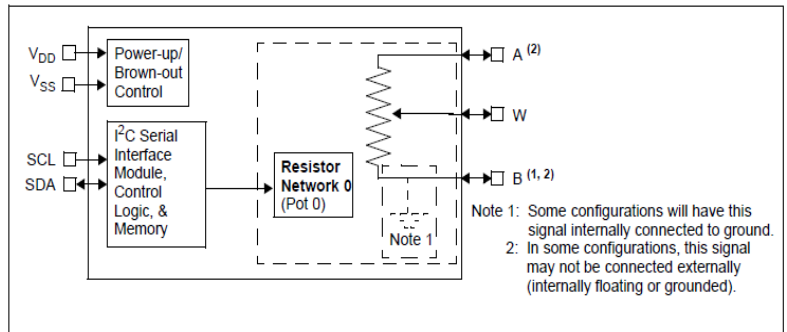 VDD
VSS
Power-up/
Brown-out
Control
SCL
SDA
I2C Serial
Interface
Module,
Control
Logic, &
Memory
Resistor
Network 0
(Pot 0)
A (2)
W
B (1, 2)
Note 1
Note 1: Some configurations will have this
signal internally connected to ground.
2: In some configurations, this signal
may not be connected externally
(internally floating or grounded).